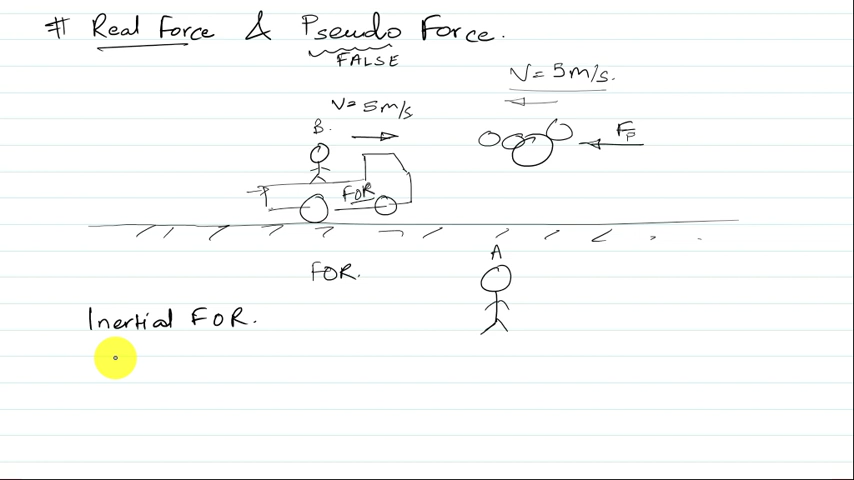 # Real Force & Pseudo Force.
FALSE
V = 5m/s.
V = 5m/s
B.
Fp
FOR
A
FOR.
Inertial FOR.